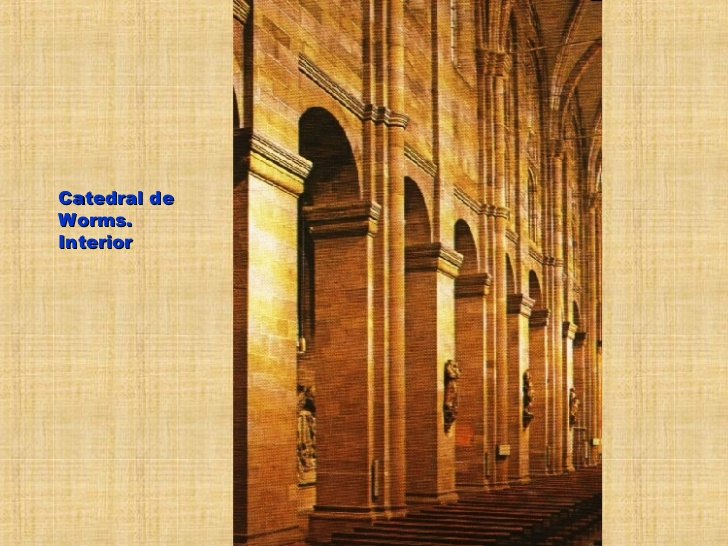 Catedral de
Worms.
Interior